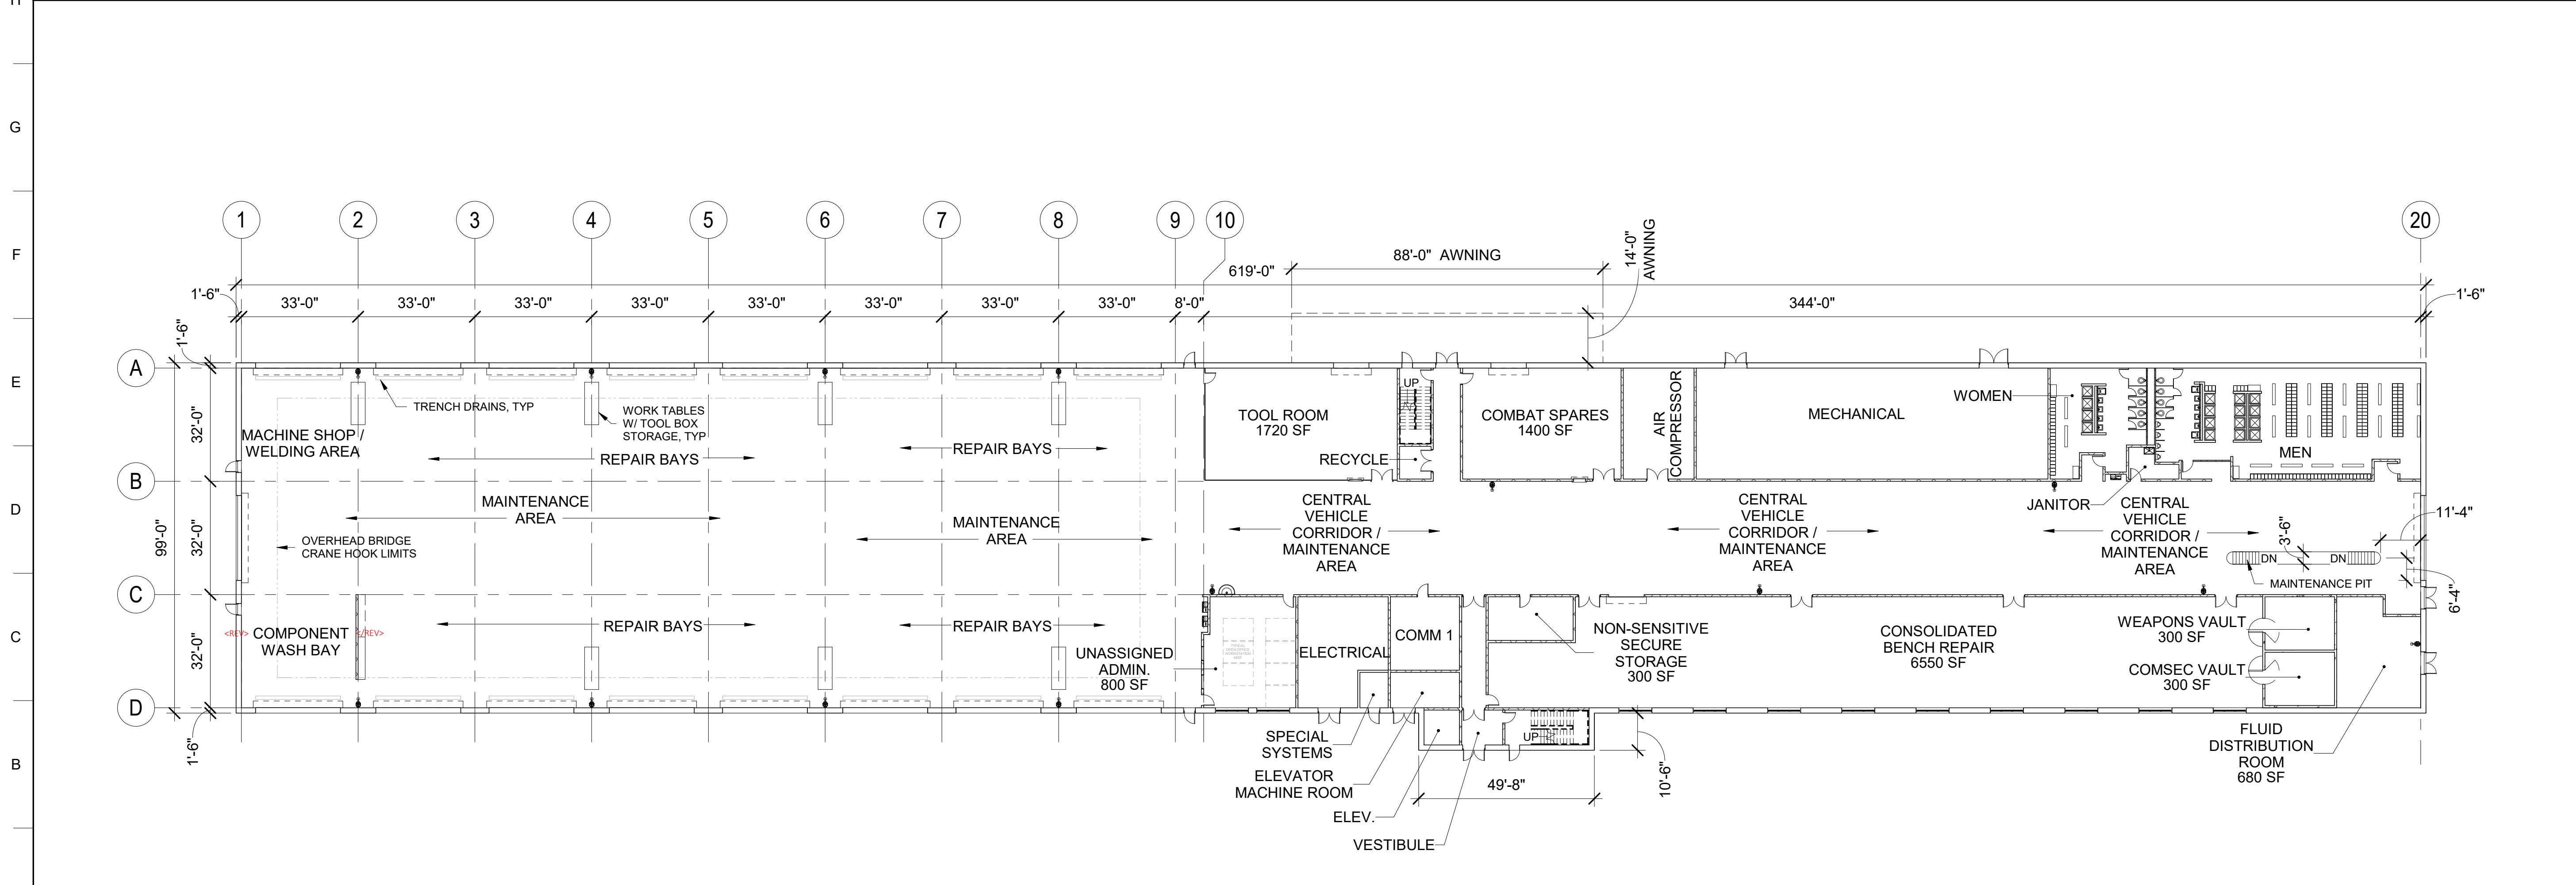 H
G
F
E
D
C
B
1
2
3
4
5
6
7
8
9
10
20
A
B
C
D
88'-0" AWNING
14'-0"
AWNING
619'-0"
1'-6"
33'-0"
33'-0"
33'-0"
33'-0"
33'-0"
33'-0"
33'-0"
33'-0"
8'-0"
344'-0"
1'-6"
1'-6"
99'-0"
32'-0"
32'-0"
32'-0"
1'-6"
TRENCH DRAINS, TYP
WORK TABLES
W/ TOOL BOX
STORAGE, TYP
MACHINE SHOP /
WELDING AREA
REPAIR BAYS
REPAIR BAYS
MAINTENANCE
AREA
MAINTENANCE
AREA
OVERHEAD BRIDGE
CRANE HOOK LIMITS
<REV>
COMPONENT
WASH BAY
</REV>
REPAIR BAYS
REPAIR BAYS
TOOL ROOM
1720 SF
UP
RECYCLE
COMBAT SPARES
1400 SF
AIR
COMPRESSOR
MECHANICAL
WOMEN
MEN
JANITOR
CENTRAL
VEHICLE
CORRIDOR /
MAINTENANCE
AREA
CENTRAL
VEHICLE
CORRIDOR /
MAINTENANCE
AREA
CENTRAL
VEHICLE
CORRIDOR /
MAINTENANCE
AREA
3'-6"
11'-4"
DN
DN
MAINTENANCE PIT
6'-4"
UNASSIGNED
ADMIN.
800 SF
ELECTRICAL
COMM 1
NON-SENSITIVE
SECURE
STORAGE
300 SF
CONSOLIDATED
BENCH REPAIR
6550 SF
WEAPONS VAULT
300 SF
COMSEC VAULT
300 SF
SPECIAL
SYSTEMS
ELEVATOR
MACHINE ROOM
ELEV.
VESTIBULE
UP
49'-8"
10'-6"
FLUID
DISTRIBUTION
ROOM
680 SF